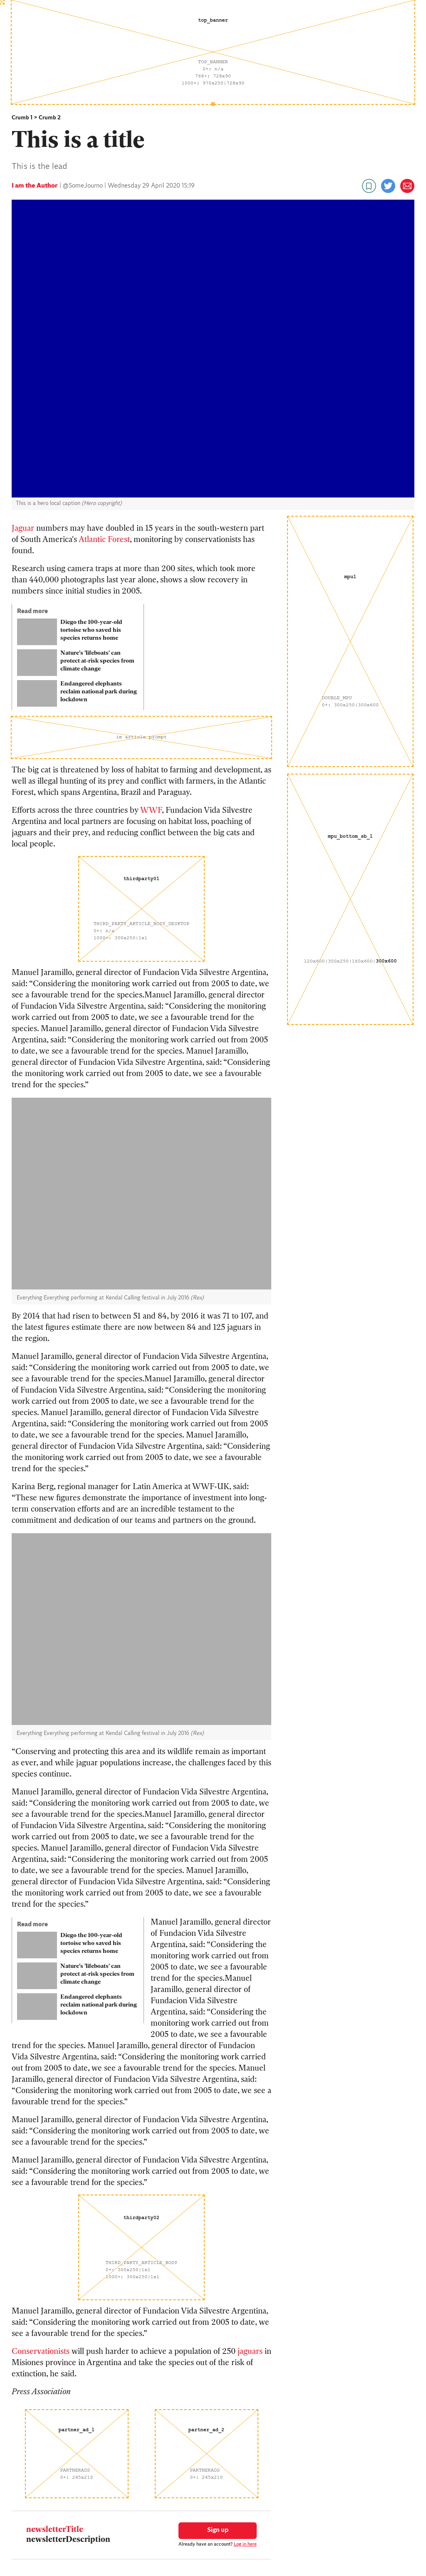 top_banner
TOP_BANNER
0+: n/a
768+: 728x90
1000+: 970x250|728x90
Crumb 1 > Crumb 2
This is a title
This is the lead
I am the Author | @SomeJourno | Wednesday 29 April 2020 15:19
This is a hero local caption (Hero copyright)
Jaguar numbers may have doubled in 15 years in the south-western part
of South America's Atlantic Forest, monitoring by conservationists has
found.
Research using camera traps at more than 200 sites, which took more
than 440,000 photographs last year alone, shows a slow recovery in
numbers since initial studies in 2005.
Read more
Diego the 100-year-old
tortoise who saved his
species returns home
Nature's 'lifeboats' can
protect at-risk species from
climate change
Endangered elephants
reclaim national park during
lockdown
in article prompt
The big cat is threatened by loss of habitat to farming and development, as
well as illegal hunting of its prey and conflict with farmers, in the Atlantic
Forest, which spans Argentina, Brazil and Paraguay.
Efforts across the three countries by WWF, Fundacion Vida Silvestre
Argentina and local partners are focusing on habitat loss, poaching of
jaguars and their prey, and reducing conflict between the big cats and
local people.
thirdparty01
THIRD_PARTY_ARTICLE_BODY_DESKTOP
0+: n/a
1000+: 300x250|1x1
Manuel Jaramillo, general director of Fundacion Vida Silvestre Argentina,
said: “Considering the monitoring work carried out from 2005 to date, we
see a favourable trend for the species.Manuel Jaramillo, general director
of Fundacion Vida Silvestre Argentina, said: “Considering the monitoring
work carried out from 2005 to date, we see a favourable trend for the
species. Manuel Jaramillo, general director of Fundacion Vida Silvestre
Argentina, said: “Considering the monitoring work carried out from 2005
to date, we see a favourable trend for the species. Manuel Jaramillo,
general director of Fundacion Vida Silvestre Argentina, said: “Considering
the monitoring work carried out from 2005 to date, we see a favourable
trend for the species.”
Everything Everything performing at Kendal Calling festival in July 2016 (Rex)
By 2014 that had risen to between 51 and 84, by 2016 it was 71 to 107, and
the latest figures estimate there are now between 84 and 125 jaguars in
the region.
Manuel Jaramillo, general director of Fundacion Vida Silvestre Argentina,
said: “Considering the monitoring work carried out from 2005 to date, we
see a favourable trend for the species.Manuel Jaramillo, general director
of Fundacion Vida Silvestre Argentina, said: “Considering the monitoring
work carried out from 2005 to date, we see a favourable trend for the
species. Manuel Jaramillo, general director of Fundacion Vida Silvestre
Argentina, said: “Considering the monitoring work carried out from 2005
to date, we see a favourable trend for the species. Manuel Jaramillo,
general director of Fundacion Vida Silvestre Argentina, said: “Considering
the monitoring work carried out from 2005 to date, we see a favourable
trend for the species.”
Karina Berg, regional manager for Latin America at WWF-UK, said:
“These new figures demonstrate the importance of investment into long-
term conservation efforts and are an incredible testament to the
commitment and dedication of our teams and partners on the ground.
Everything Everything performing at Kendal Calling festival in July 2016 (Rex)
“Conserving and protecting this area and its wildlife remain as important
as ever, and while jaguar populations increase, the challenges faced by this
species continue.
Manuel Jaramillo, general director of Fundacion Vida Silvestre Argentina,
said: “Considering the monitoring work carried out from 2005 to date, we
see a favourable trend for the species.Manuel Jaramillo, general director
of Fundacion Vida Silvestre Argentina, said: “Considering the monitoring
work carried out from 2005 to date, we see a favourable trend for the
species. Manuel Jaramillo, general director of Fundacion Vida Silvestre
Argentina, said: “Considering the monitoring work carried out from 2005
to date, we see a favourable trend for the species. Manuel Jaramillo,
general director of Fundacion Vida Silvestre Argentina, said: “Considering
the monitoring work carried out from 2005 to date, we see a favourable
trend for the species.”
Read more
Diego the 100-year-old
tortoise who saved his
species returns home
Nature's 'lifeboats' can
protect at-risk species from
climate change
Endangered elephants
reclaim national park during
lockdown
Manuel Jaramillo, general director
of Fundacion Vida Silvestre
Argentina, said: “Considering the
monitoring work carried out from
2005 to date, we see a favourable
trend for the species.Manuel
Jaramillo, general director of
Fundacion Vida Silvestre
Argentina, said: “Considering the
monitoring work carried out from
2005 to date, we see a favourable
trend for the species. Manuel Jaramillo, general director of Fundacion
Vida Silvestre Argentina, said: “Considering the monitoring work carried
out from 2005 to date, we see a favourable trend for the species. Manuel
Jaramillo, general director of Fundacion Vida Silvestre Argentina, said:
“Considering the monitoring work carried out from 2005 to date, we see a
favourable trend for the species.”
Manuel Jaramillo, general director of Fundacion Vida Silvestre Argentina,
said: “Considering the monitoring work carried out from 2005 to date, we
see a favourable trend for the species.”
Manuel Jaramillo, general director of Fundacion Vida Silvestre Argentina,
said: “Considering the monitoring work carried out from 2005 to date, we
see a favourable trend for the species.”
thirdparty02
THIRD_PARTY_ARTICLE_BODY
0+: 300x250|1x1
1000+: 300x250|1x1
Manuel Jaramillo, general director of Fundacion Vida Silvestre Argentina,
said: “Considering the monitoring work carried out from 2005 to date, we
see a favourable trend for the species.”
Conservationists will push harder to achieve a population of 250 jaguars in
Misiones province in Argentina and take the species out of the risk of
extinction, he said.
Press Association
partner_ad_1
PARTNERADS
0+: 245x210
partner_ad_2
PARTNERADS
0+: 245x210
newsletterTitle
newsletterDescription
Sign up
Already have an account? Log in here
mpu1
DOUBLE_MPU
0+: 300x250|300x600
mpu_bottom_ab_1
120x600|300x250|160x600|300x600